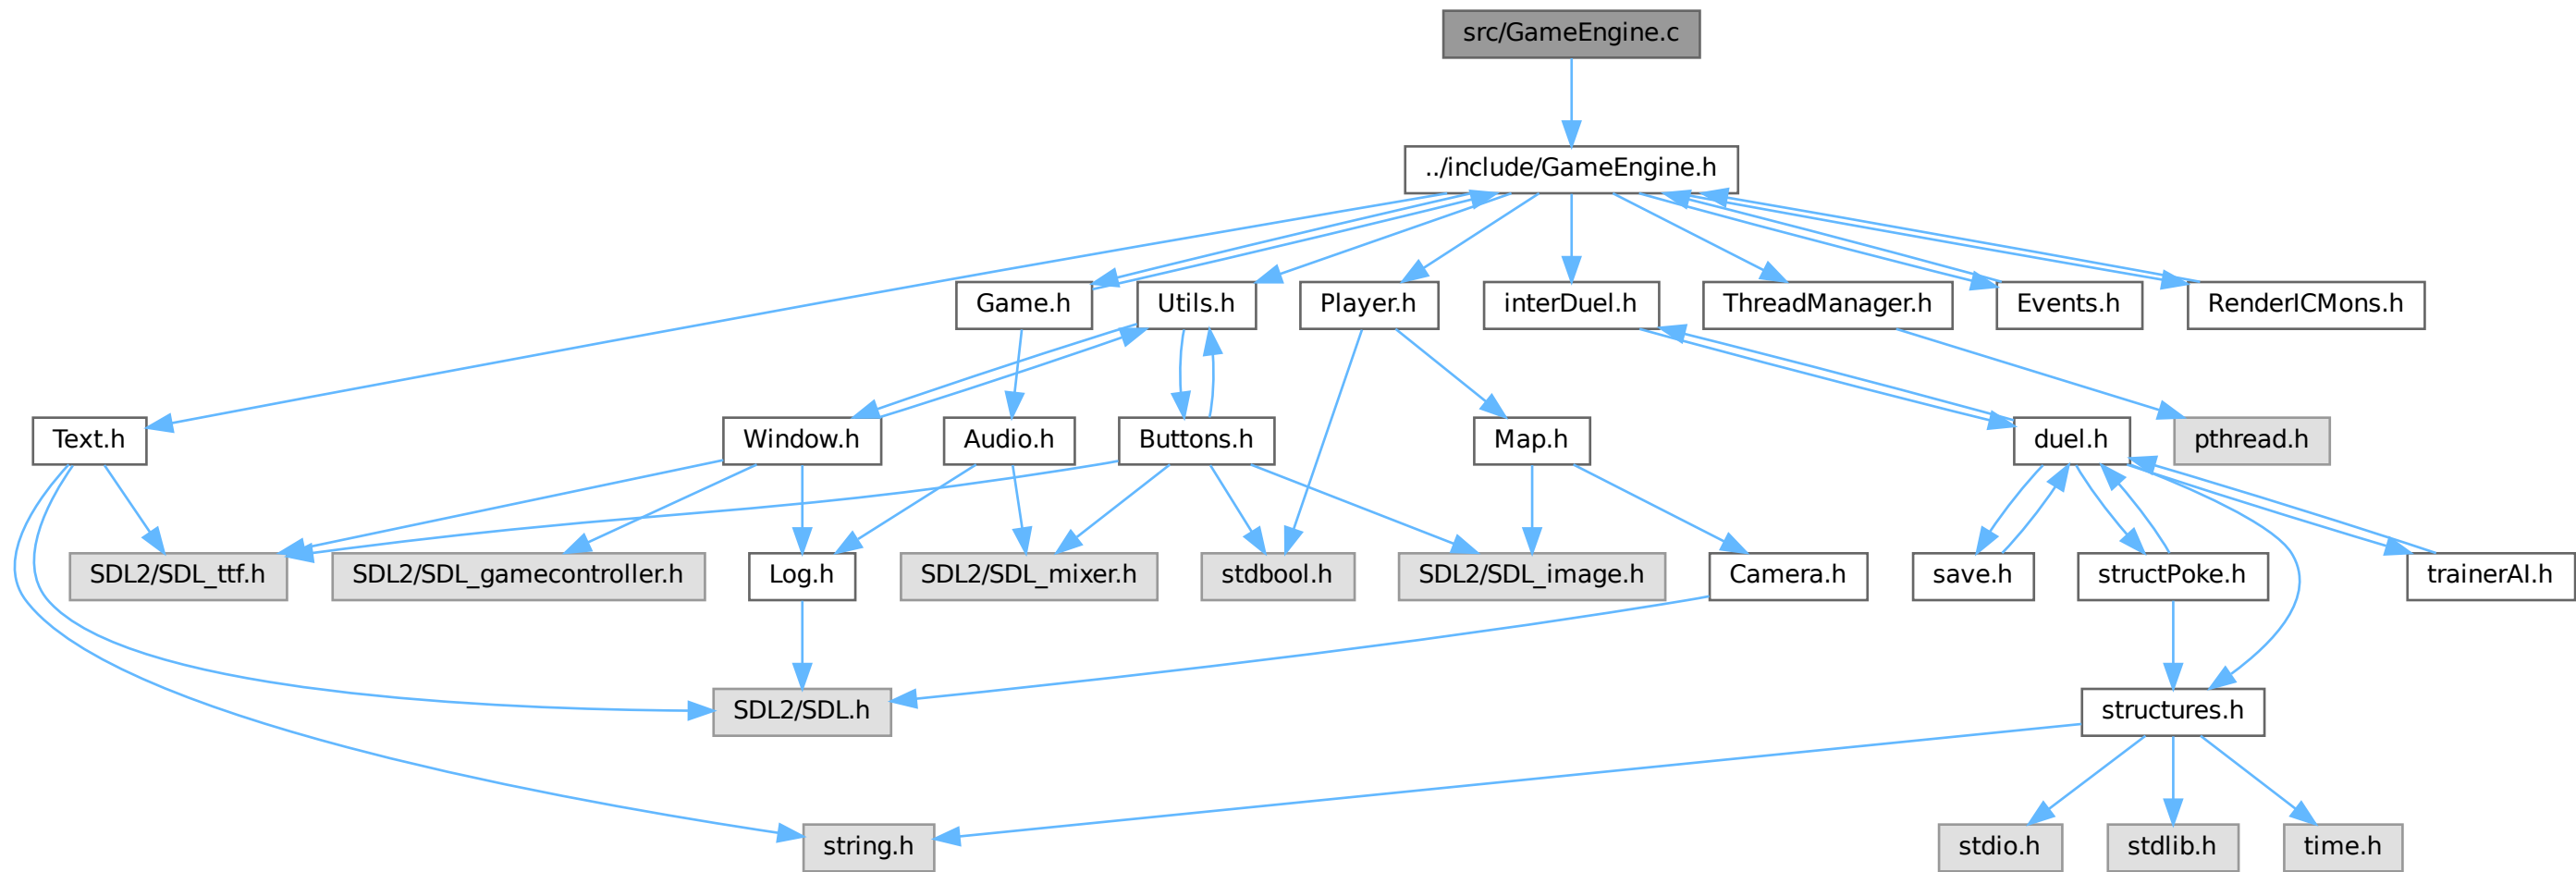 src/GameEngine.c
../include/GameEngine.h
Game.h
Utils.h
Player.h
interDuel.h
ThreadManager.h
Events.h
RenderICMons.h
Text.h
Window.h
Audio.h
Buttons.h
Map.h
duel.h
pthread.h
SDL2/SDL_ttf.h
SDL2/SDL_gamecontroller.h
Log.h
SDL2/SDL_mixer.h
stdbool.h
SDL2/SDL_image.h
Camera.h
save.h
structPoke.h
trainerAI.h
SDL2/SDL.h
structures.h
string.h
stdio.h
stdlib.h
time.h